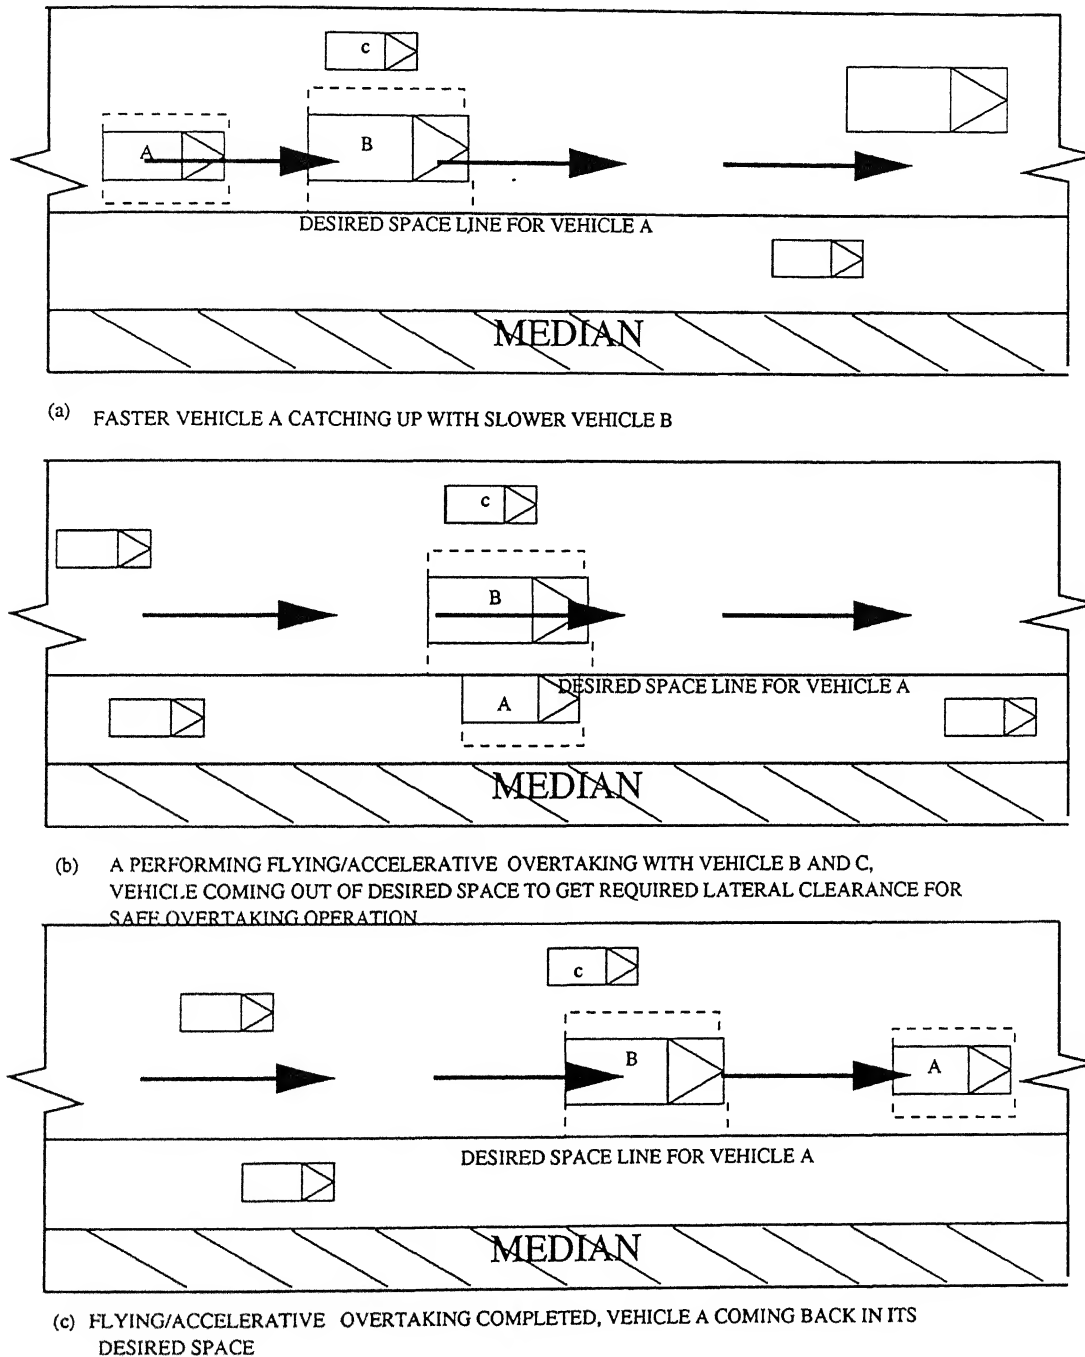 c
A
B
DESIRED SPACE LINE FOR VEHICLE A
MEDIAN
(a) FASTER VEHICLE A CATCHING UP WITH SLOWER VEHICLE B
c
B
DESIRED SPACE LINE FOR VEHICLE A
A
MEDIAN
(b) A PERFORMING FLYING/ACCELERATIVE OVERTAKING WITH VEHICLE B AND C,
VEHICLE COMING OUT OF DESIRED SPACE TO GET REQUIRED LATERAL CLEARANCE FOR
SAFE OVERTAKING OPERATION
c
B
A
DESIRED SPACE LINE FOR VEHICLE A
MEDIAN
(c) FLYING/ACCELERATIVE OVERTAKING COMPLETED, VEHICLE A COMING BACK IN ITS
DESIRED SPACE